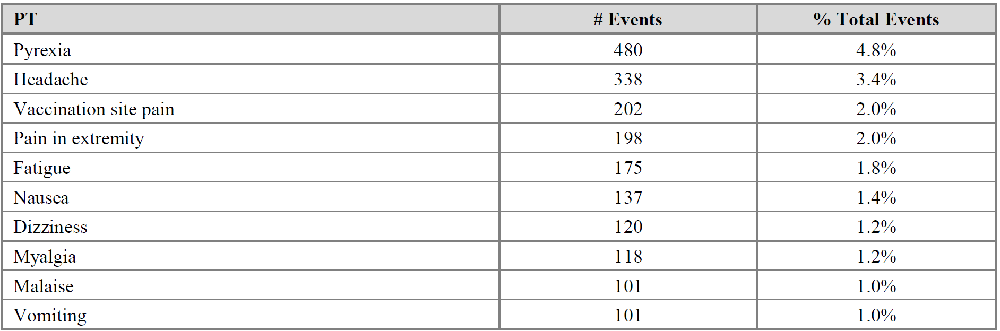 PT # Events % Total Events
Pyrexia 480 4.8%
Headache 338 3.4%
Vaccination site pain 202 2.0%
Pain in extremity 198 2.0%
Fatigue 175 1.8%
Nausea 137 1.4%
Dizziness 120 1.2%
Myalgia 118 1.2%
Malaise 101 1.0%
Vomiting 101 1.0%